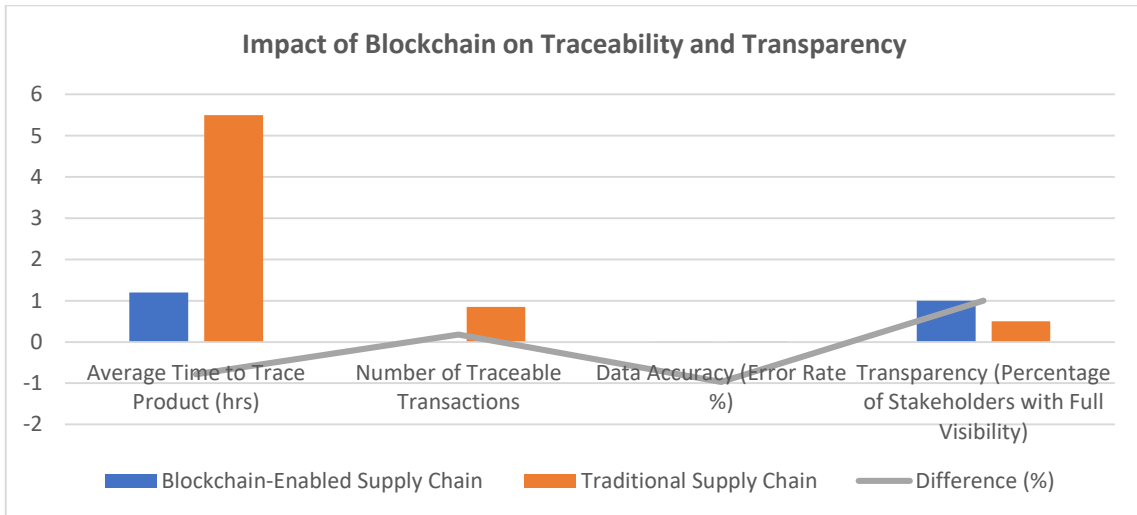 Impact of Blockchain on Traceability and Transparency
6
5
4
3
2
1
0
-1
-2
Average Time to Trace
Product (hrs)
Number of Traceable
Transactions
Data Accuracy (Error Rate
%)
Transparency (Percentage
of Stakeholders with Full
Visibility)
Blockchain-Enabled Supply Chain
Traditional Supply Chain
Difference (%)